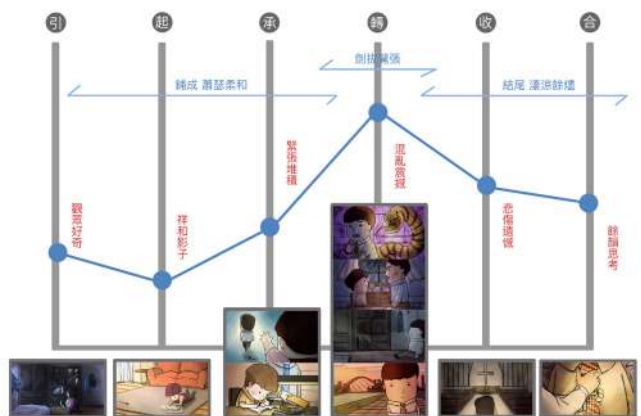 引
起
承
轉
收
合
劍拔弩張
鋪成 蕭瑟柔和
結尾 淒涼餘燼
觀眾好奇
祥和影子
緊張堆積
混亂震撼
悲傷遺憾
餘韻思考